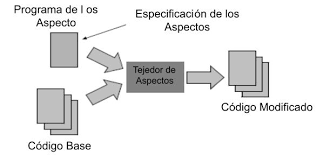 Programa de l os
Aspecto
Especificación de los
Aspectos
Tejedor de
Aspectos
Código Modificado
Código Base